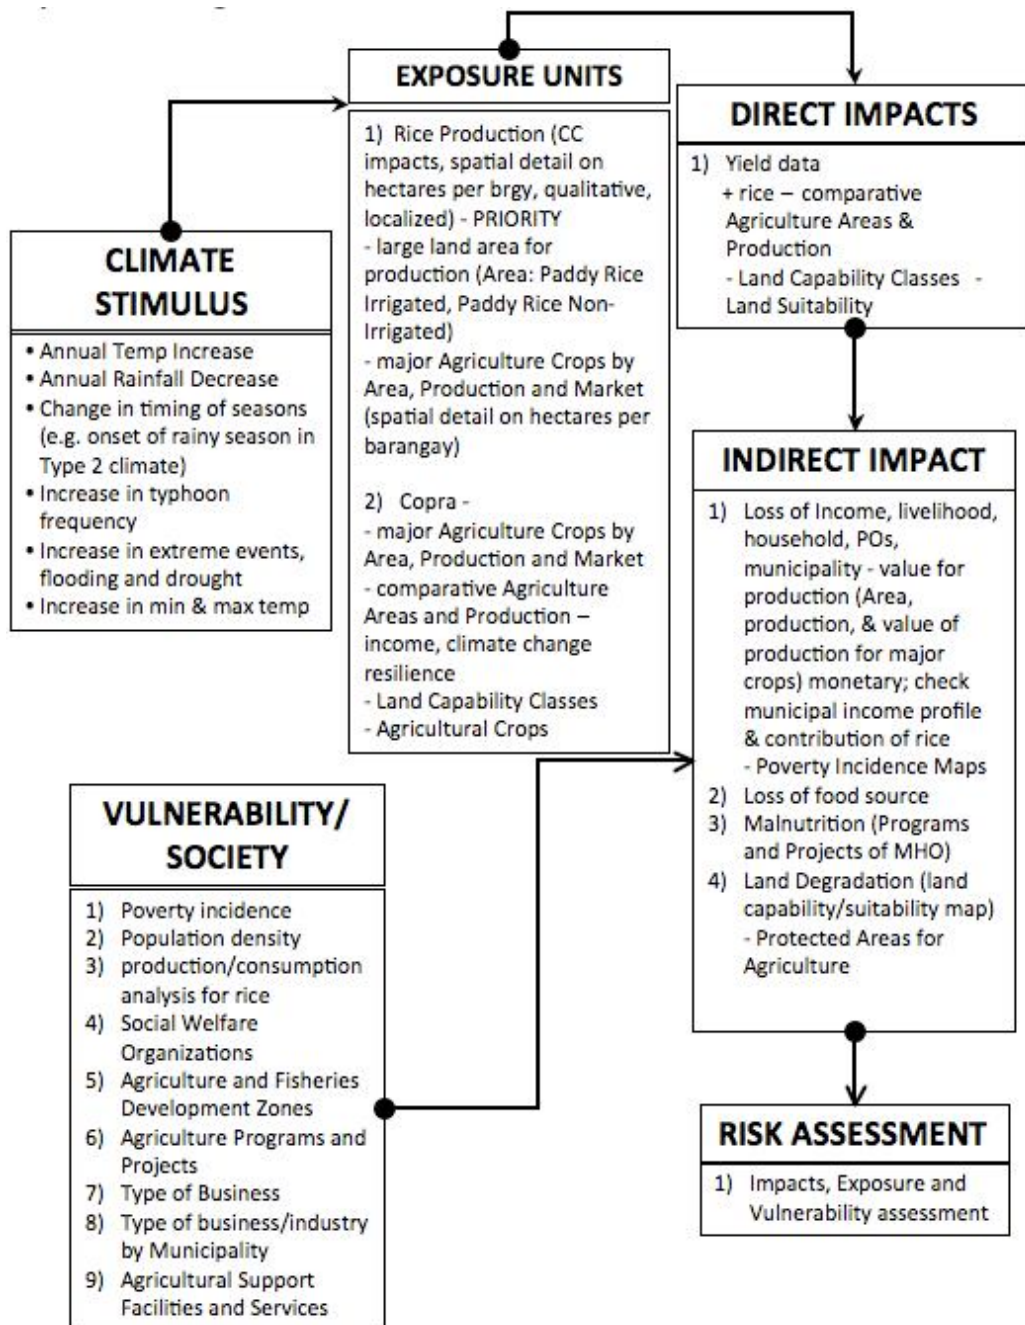 CLIMATE
STIMULUS
• Annual Temp Increase
• Annual Rainfall Decrease
• Change in timing of seasons
(e.g. onset of rainy season in
Type 2 climate)
• Increase in typhoon
frequency
• Increase in extreme events,
flooding and drought
• Increase in min & max temp
EXPOSURE UNITS
1) Rice Production (CC
impacts, spatial detail on
hectares per brgy, qualitative,
localized) - PRIORITY
- large land area for
production (Area: Paddy Rice
Irrigated, Paddy Rice Non-
Irrigated)
- major Agriculture Crops by
Area, Production and Market
(spatial detail on hectares per
barangay)
2) Copra -
- major Agriculture Crops by
Area, Production and Market
- comparative Agriculture
Areas and Production –
income, climate change
resilience
- Land Capability Classes
- Agricultural Crops
DIRECT IMPACTS
1) Yield data
+ rice – comparative
Agriculture Areas &
Production
- Land Capability Classes -
Land Suitability
INDIRECT IMPACT
1) Loss of Income, livelihood,
household, POs,
municipality - value for
production (Area,
production, & value of
production for major
crops) monetary; check
municipal income profile
& contribution of rice
- Poverty Incidence Maps
2) Loss of food source
3) Malnutrition (Programs
and Projects of MHO)
4) Land Degradation (land
capability/suitability map)
- Protected Areas for
Agriculture
VULNERABILITY/
SOCIETY
1) Poverty incidence
2) Population density
3) production/consumption
analysis for rice
4) Social Welfare
Organizations
5) Agriculture and Fisheries
Development Zones
6) Agriculture Programs and
Projects
7) Type of Business
8) Type of business/industry
by Municipality
9) Agricultural Support
Facilities and Services
RISK ASSESSMENT
1) Impacts, Exposure and
Vulnerability assessment